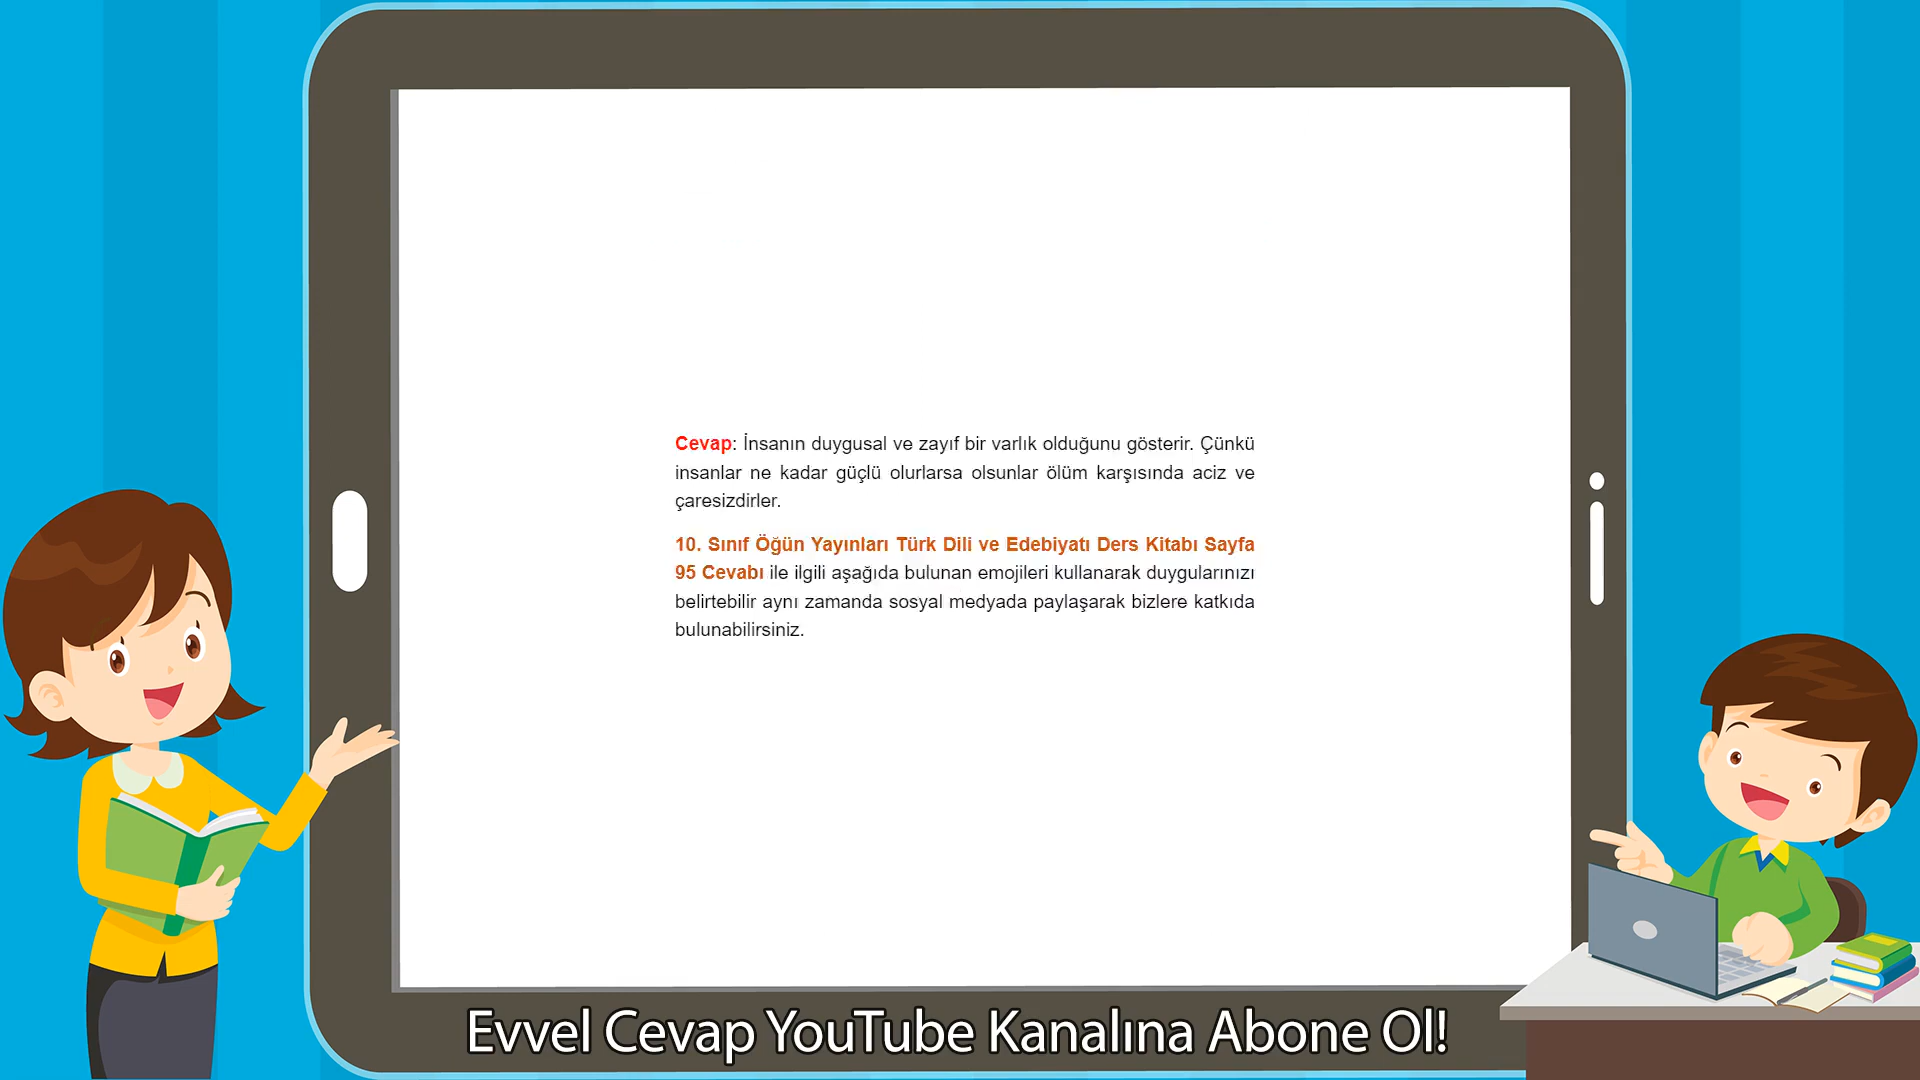 Cevap: İnsanın duygusal ve zayıf bir varlık olduğunu gösterir. Çünkü
insanlar ne kadar güçlü olurlarsa olsunlar ölüm karşısında aciz ve
çaresizdirler.
10. Sınıf Öğün Yayınları Türk Dili ve Edebiyatı Ders Kitabı Sayfa
95 Cevabı ile ilgili aşağıda bulunan emojileri kullanarak duygularınızı
belirtebilir aynı zamanda sosyal medyada paylaşarak bizlere katkıda
bulunabilirsiniz.
Evvel Cevap YouTube Kanalına Abone Ol!